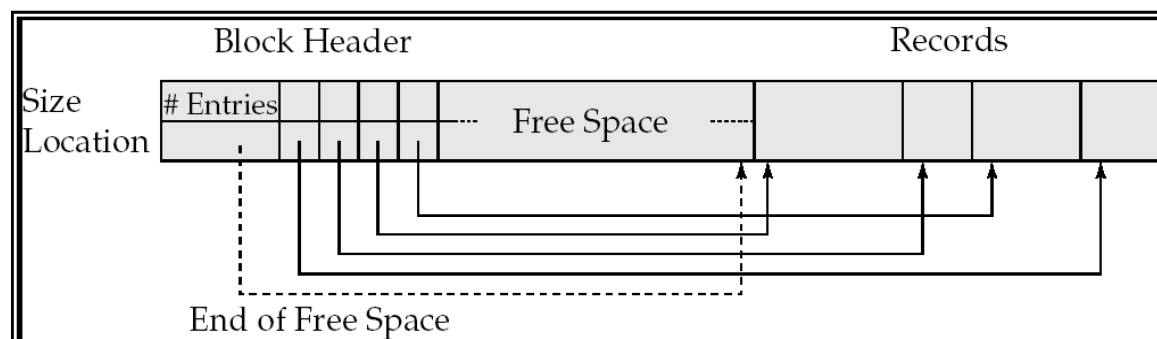 Block Header
Records
Size
# Entries
Location
Free Space
End of Free Space